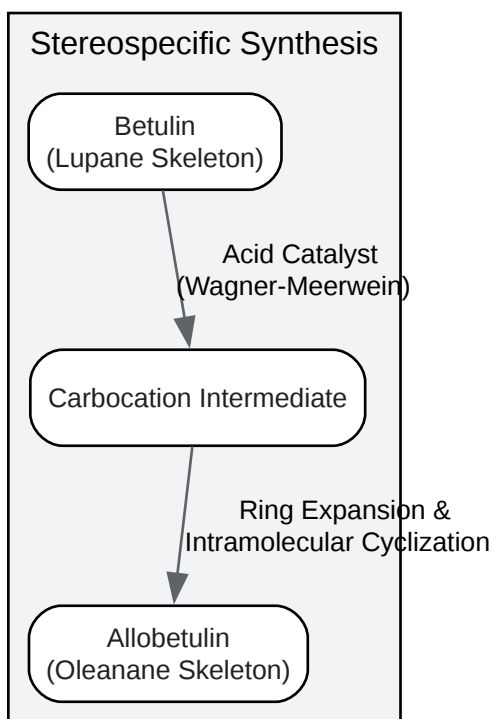 Stereospecific Synthesis
Betulin
(Lupane Skeleton)
Acid Catalyst
(Wagner-Meerwein)
Carbocation Intermediate
Ring Expansion &
Intramolecular Cyclization
Allobetulin
(Oleanane Skeleton)